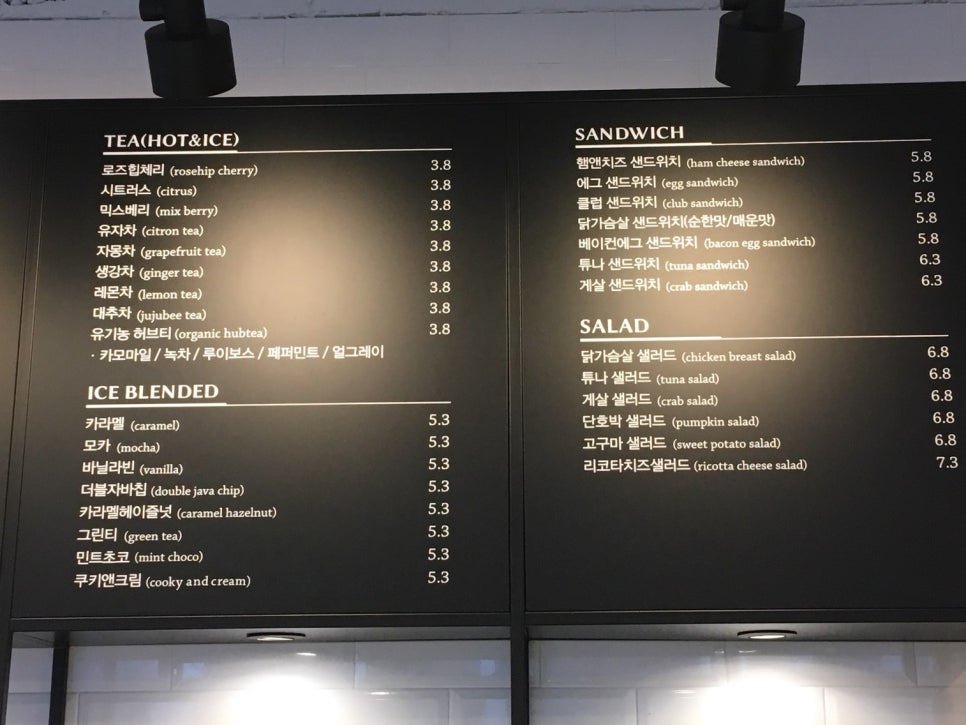 TEA(HOT&ICE)
로즈힙체리 (rosehip cherry) 3.8
시트러스 (citrus) 3.8
믹스베리 (mix berry) 3.8
유자차 (citron tea) 3.8
자몽차 (grapefruit tea) 3.8
생강차 (ginger tea) 3.8
레몬차 (lemon tea) 3.8
대추차 (jujubee tea) 3.8
유기농 허브티 (organic hubtea) 3.8
· 카모마일 / 녹차 / 루이보스 / 페퍼민트 / 얼그레이
ICE BLENDED
카라멜 (caramel) 5.3
모카 (mocha) 5.3
바닐라빈 (vanilla) 5.3
더블자바칩 (double java chip) 5.3
카라멜헤이즐넛 (caramel hazelnut) 5.3
그린티 (green tea) 5.3
민트초코 (mint choco) 5.3
쿠키앤크림 (cooky and cream) 5.3
SANDWICH
햄앤치즈 샌드위치 (ham cheese sandwich) 5.8
에그 샌드위치 (egg sandwich) 5.8
클럽 샌드위치 (club sandwich) 5.8
닭가슴살 샌드위치(순한맛/매운맛) 5.8
베이컨에그 샌드위치 (bacon egg sandwich) 5.8
튜나 샌드위치 (tuna sandwich) 6.3
게살 샌드위치 (crab sandwich) 6.3
SALAD
닭가슴살 샐러드 (chicken breast salad) 6.8
튜나 샐러드 (tuna salad) 6.8
게살 샐러드 (crab salad) 6.8
단호박 샐러드 (pumpkin salad) 6.8
고구마 샐러드 (sweet potato salad) 6.8
리코타치즈샐러드 (ricotta cheese salad) 7.3